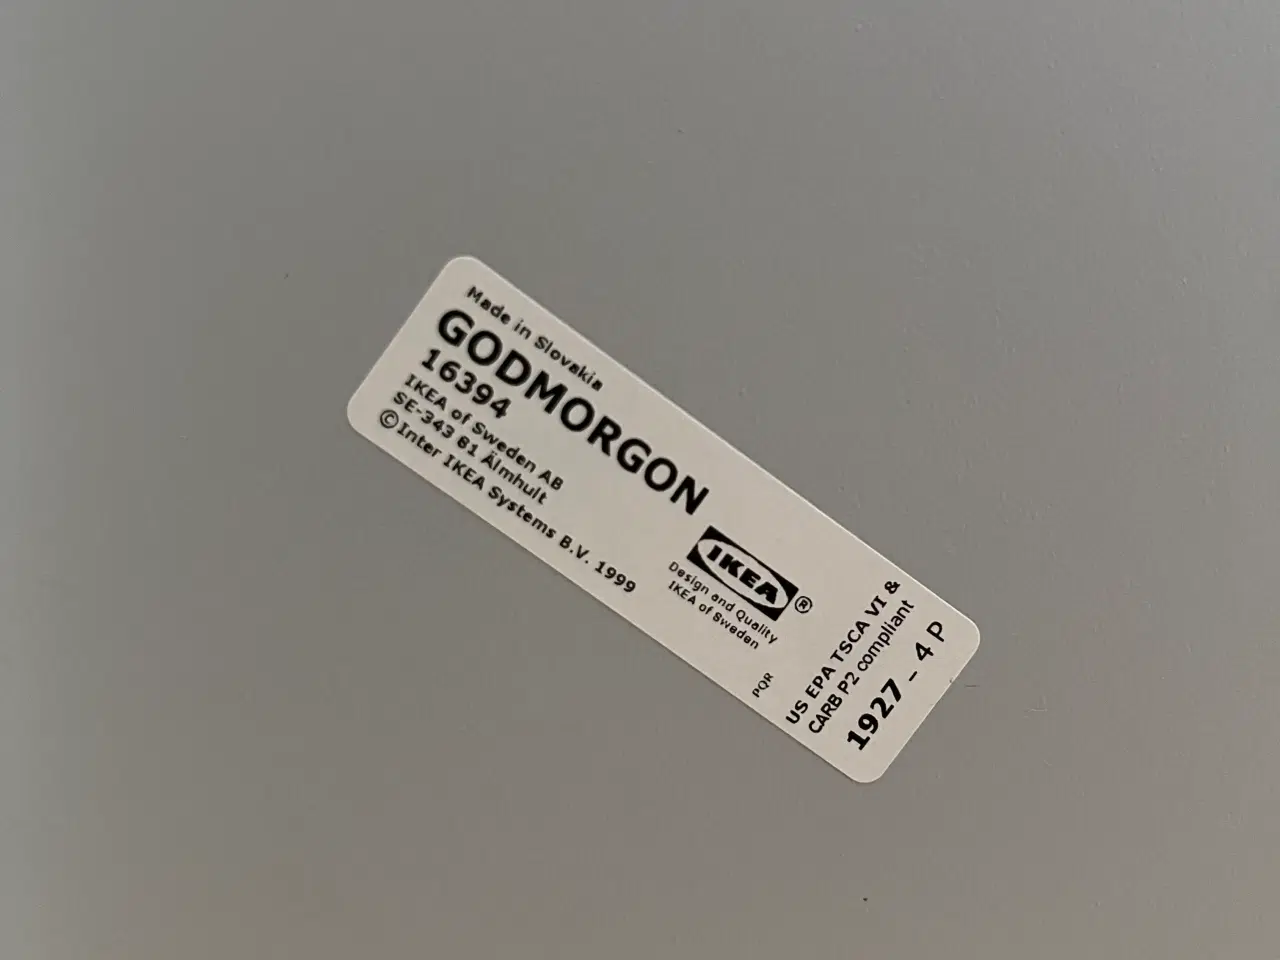 Made in Slovakia
GODMORGON
16394
IKEA of Sweden AB
SE-343 81 Älmhult
© Inter IKEA Systems B.V. 1999
IKEA®
Design and Quality
IKEA of Sweden
PQR
US EPA TSCA VI &
CARB P2 compliant
1927 - 4 P